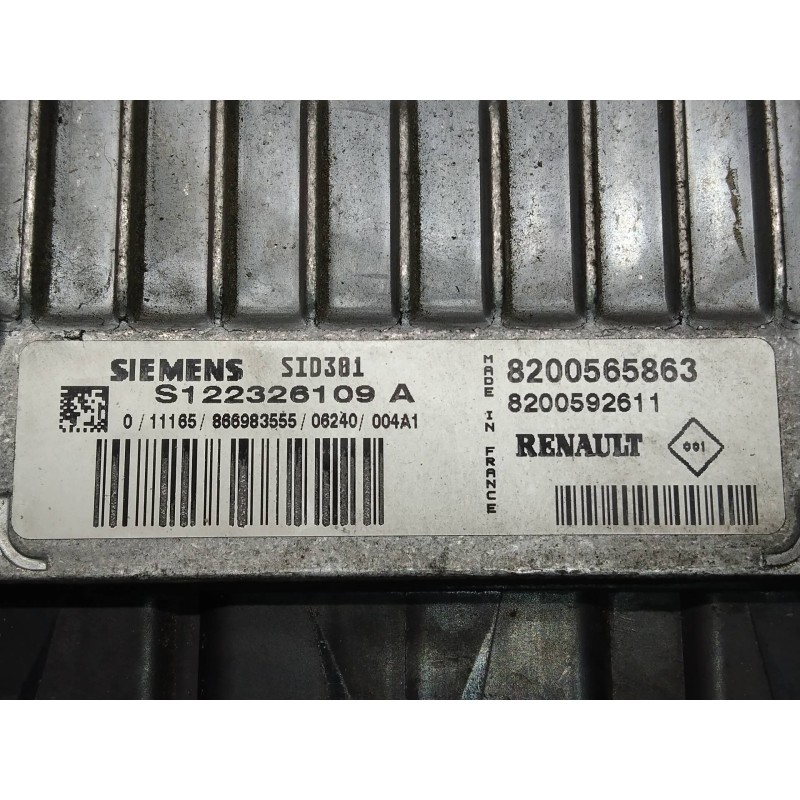 SIEMENS SID301
S122326109 A
0 / 11165 / 866983555 / 06240 / 004A1
MADE IN FRANCE
8200565863
8200592611
RENAULT 001